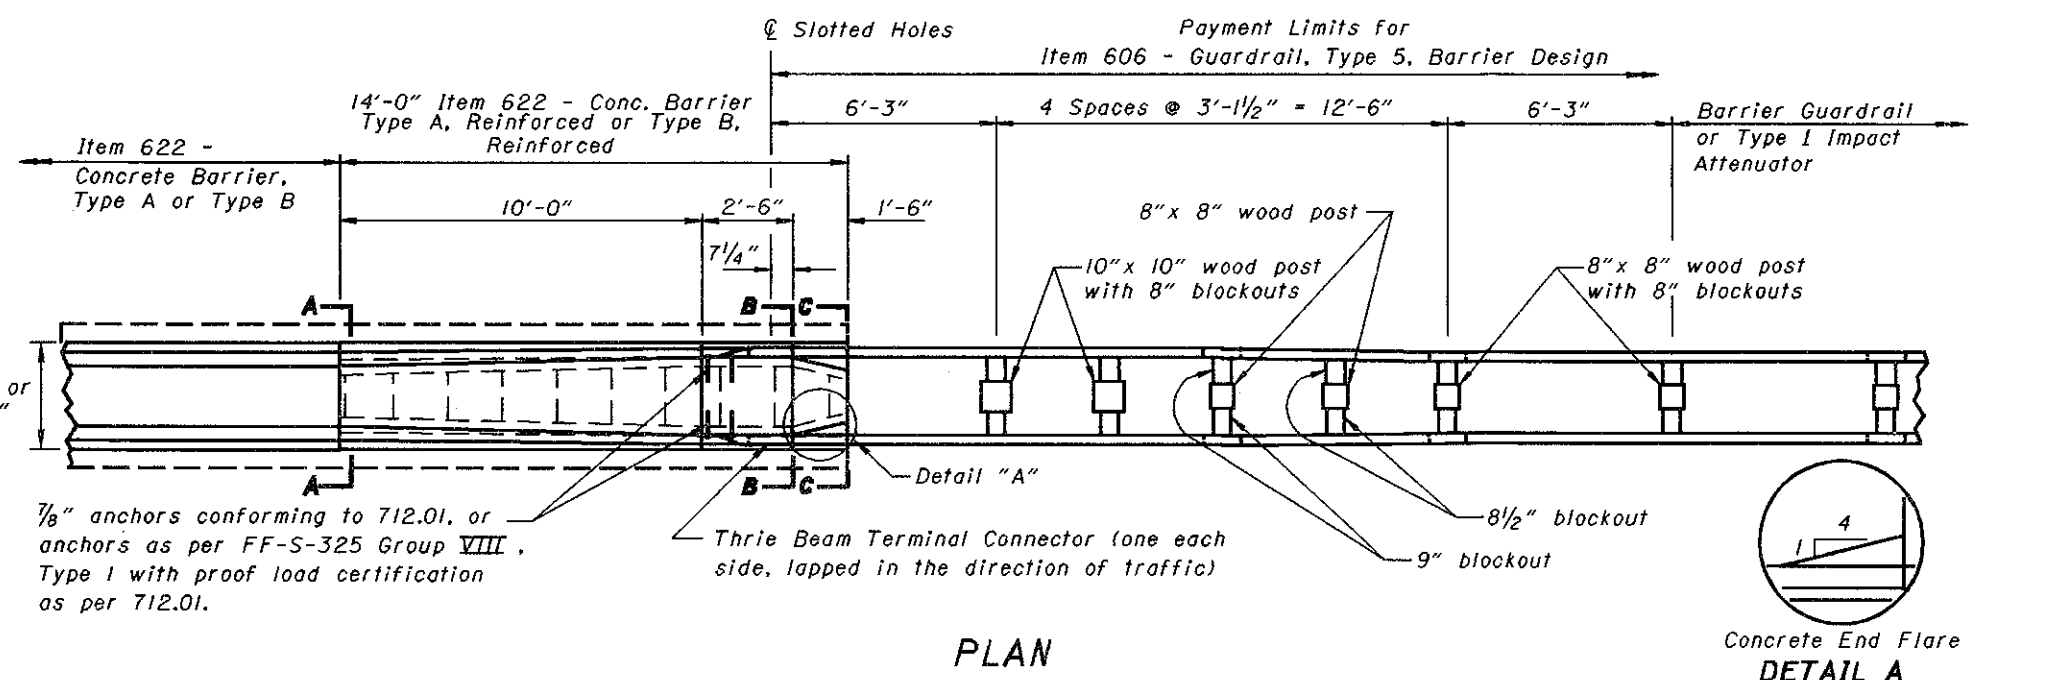 ℄ Slotted Holes
Payment Limits for
Item 606 - Guardrail, Type 5, Barrier Design
14'-0" Item 622 - Conc. Barrier
Type A, Reinforced or Type B,
Reinforced
6'-3"
4 Spaces @ 3'-1½" = 12'-6"
6'-3"
Barrier Guardrail
or Type 1 Impact
Attenuator
Item 622 -
Concrete Barrier,
Type A or Type B
10'-0"
2'-6"
1'-6"
7¼"
8"x 8" wood post
10"x 10" wood post
with 8" blockouts
8"x 8" wood post
with 8" blockouts
A
B
C
or
"
A
B
C
Detail "A"
⅞" anchors conforming to 712.01, or
anchors as per FF-S-325 Group VIII,
Type 1 with proof load certification
as per 712.01.
Thrie Beam Terminal Connector (one each
side, lapped in the direction of traffic)
8½" blockout
9" blockout
4
1
Concrete End Flare
DETAIL A
PLAN